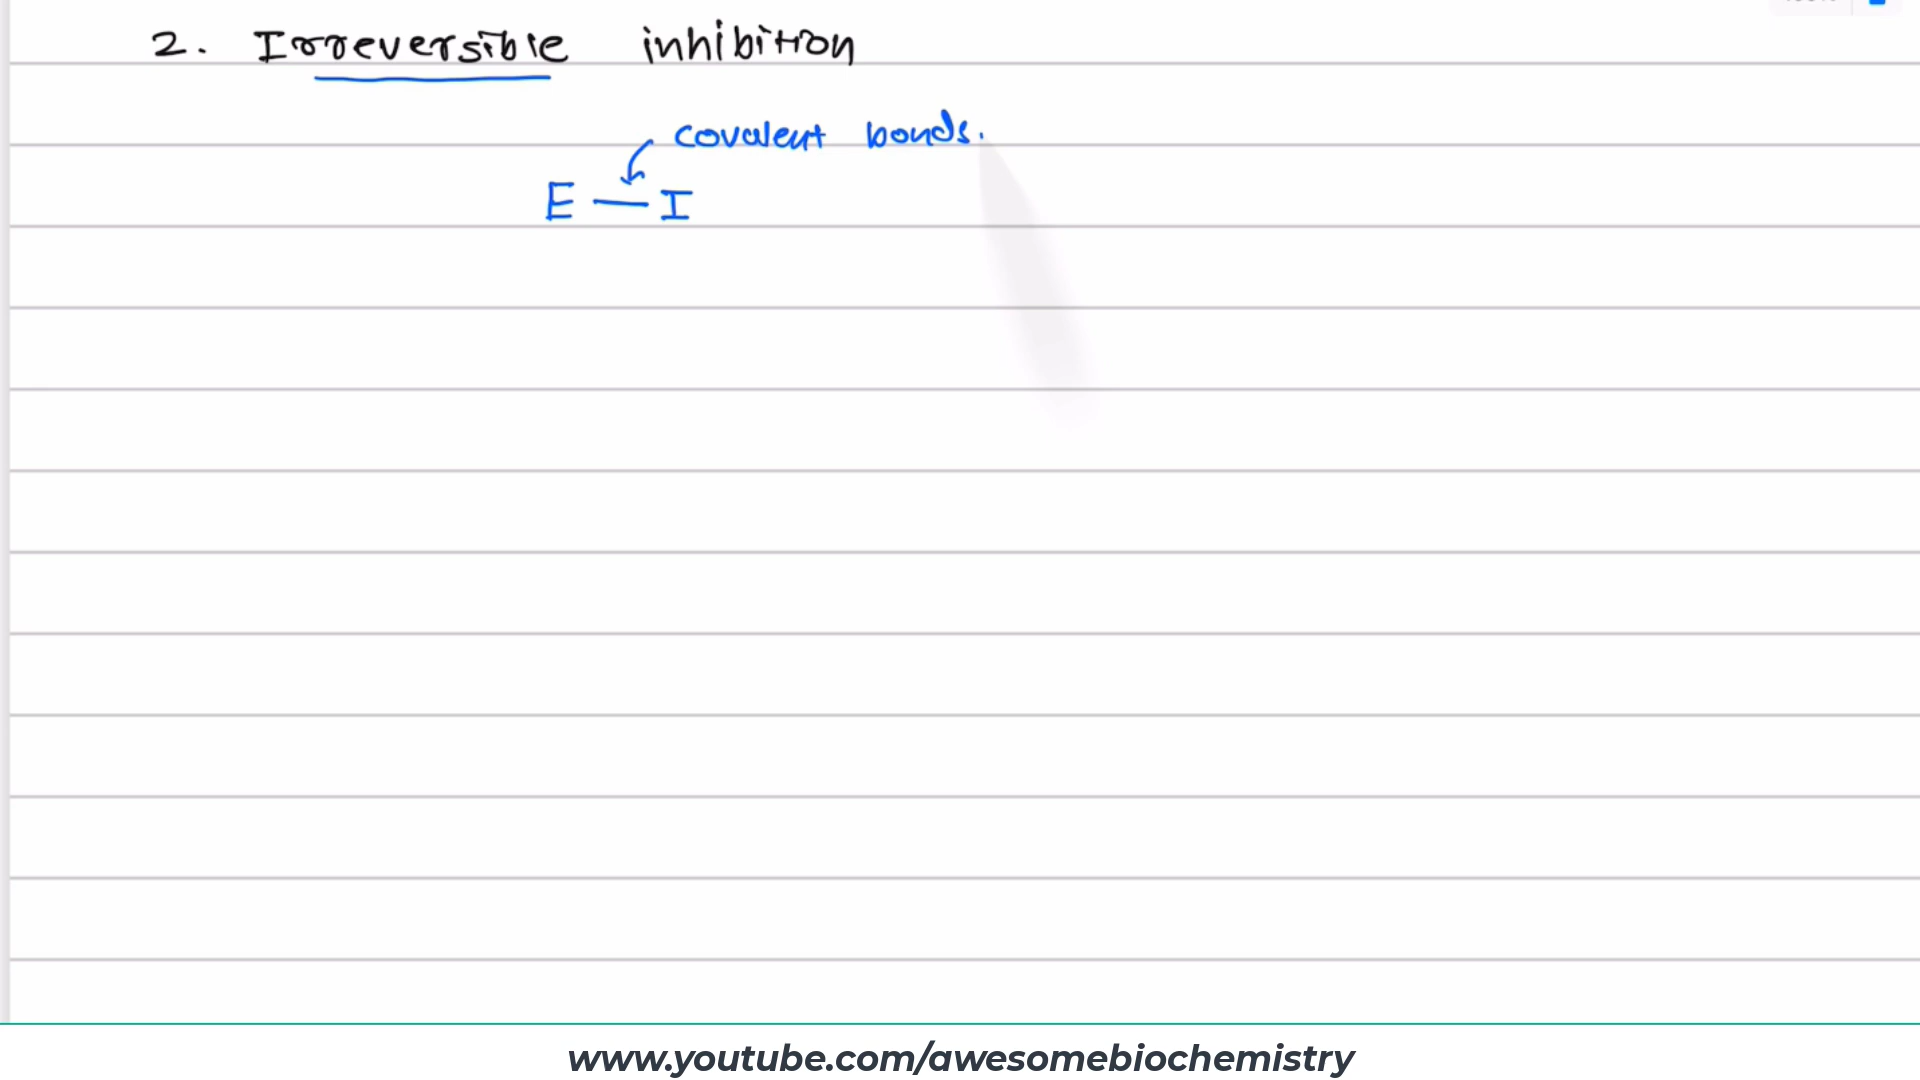 2. Irreversible inhibition
covalent bonds.
E — I
www.youtube.com/awesomebiochemistry